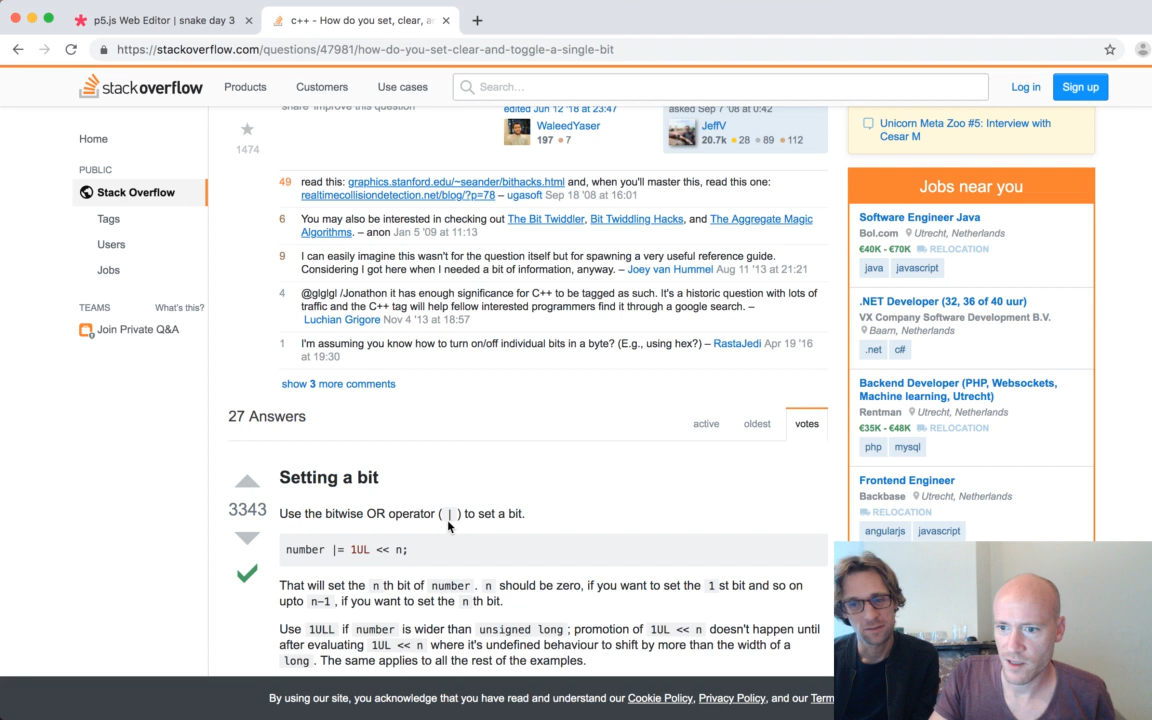 p5.js Web Editor | snake day 3
c++ - How do you set, clear, a
https://stackoverflow.com/questions/47981/how-do-you-set-clear-and-toggle-a-single-bit
stackoverflow
Products
Customers
Use cases
Search...
Log in
Sign up
Home
PUBLIC
Stack Overflow
Tags
Users
Jobs
TEAMS
What's this?
Join Private Q&A
share improve this question
1474
edited Jun 12 '18 at 23:47
WaleedYaser
197 7
asked Sep 7 '08 at 0:42
JeffV
20.7k 28 89 112
49 read this: graphics.stanford.edu/~seander/bithacks.html and, when you'll master this, read this one:
realtimecollisiondetection.net/blog/?p=78 – ugasoft Sep 18 '08 at 16:01
6 You may also be interested in checking out The Bit Twiddler, Bit Twiddling Hacks, and The Aggregate Magic
Algorithms. – anon Jan 5 '09 at 11:13
9 I can easily imagine this wasn't for the question itself but for spawning a very useful reference guide.
Considering I got here when I needed a bit of information, anyway. – Joey van Hummel Aug 11 '13 at 21:21
4 @glglgl /Jonathon it has enough significance for C++ to be tagged as such. It's a historic question with lots of
traffic and the C++ tag will help fellow interested programmers find it through a google search. –
Luchian Grigore Nov 4 '13 at 18:57
1 I'm assuming you know how to turn on/off individual bits in a byte? (E.g., using hex?) – RastaJedi Apr 19 '16
at 19:30
show 3 more comments
27 Answers
active
oldest
votes
3343
Setting a bit
Use the bitwise OR operator ( | ) to set a bit.
number |= 1UL << n;
That will set the n th bit of number. n should be zero, if you want to set the 1 st bit and so on
upto n-1, if you want to set the n th bit.
Use 1ULL if number is wider than unsigned long; promotion of 1UL << n doesn't happen until
after evaluating 1UL << n where it's undefined behaviour to shift by more than the width of a
long. The same applies to all the rest of the examples.
Unicorn Meta Zoo #5: Interview with
Cesar M
Jobs near you
Software Engineer Java
Bol.com Utrecht, Netherlands
€40K - €70K RELOCATION
java javascript
.NET Developer (32, 36 of 40 uur)
VX Company Software Development B.V.
Baarn, Netherlands
.net c#
Backend Developer (PHP, Websockets,
Machine learning, Utrecht)
Rentman Utrecht, Netherlands
€35K - €48K RELOCATION
php mysql
Frontend Engineer
Backbase Utrecht, Netherlands
RELOCATION
angularjs javascript
By using our site, you acknowledge that you have read and understand our Cookie Policy, Privacy Policy, and our Term